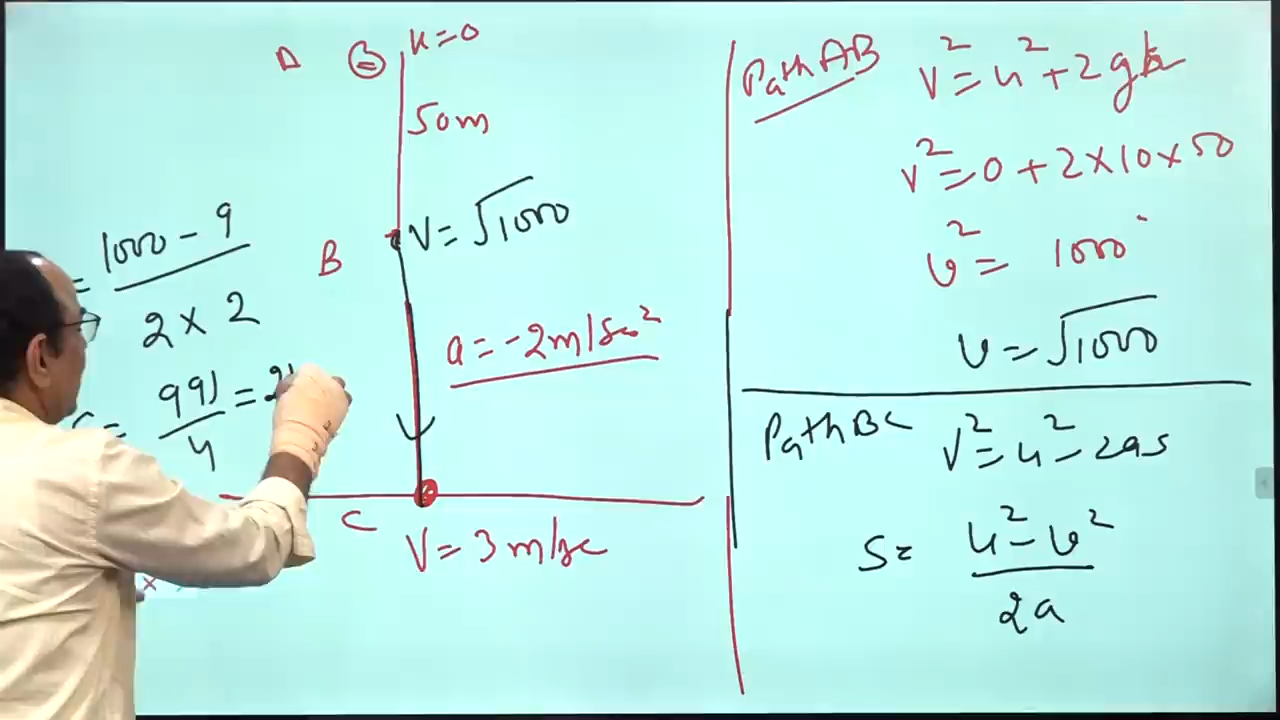 A B u=0
50m
B V=√1000
a=-2m/sec²
C
V=3m/sec
= 1000-9
2×2
= 991/4 =
Path AB
v²=u²+2gh
v²=0+2×10×50
v²= 1000
v=√1000
Path BC
v²=u²-2as
S= u²-v²
2a